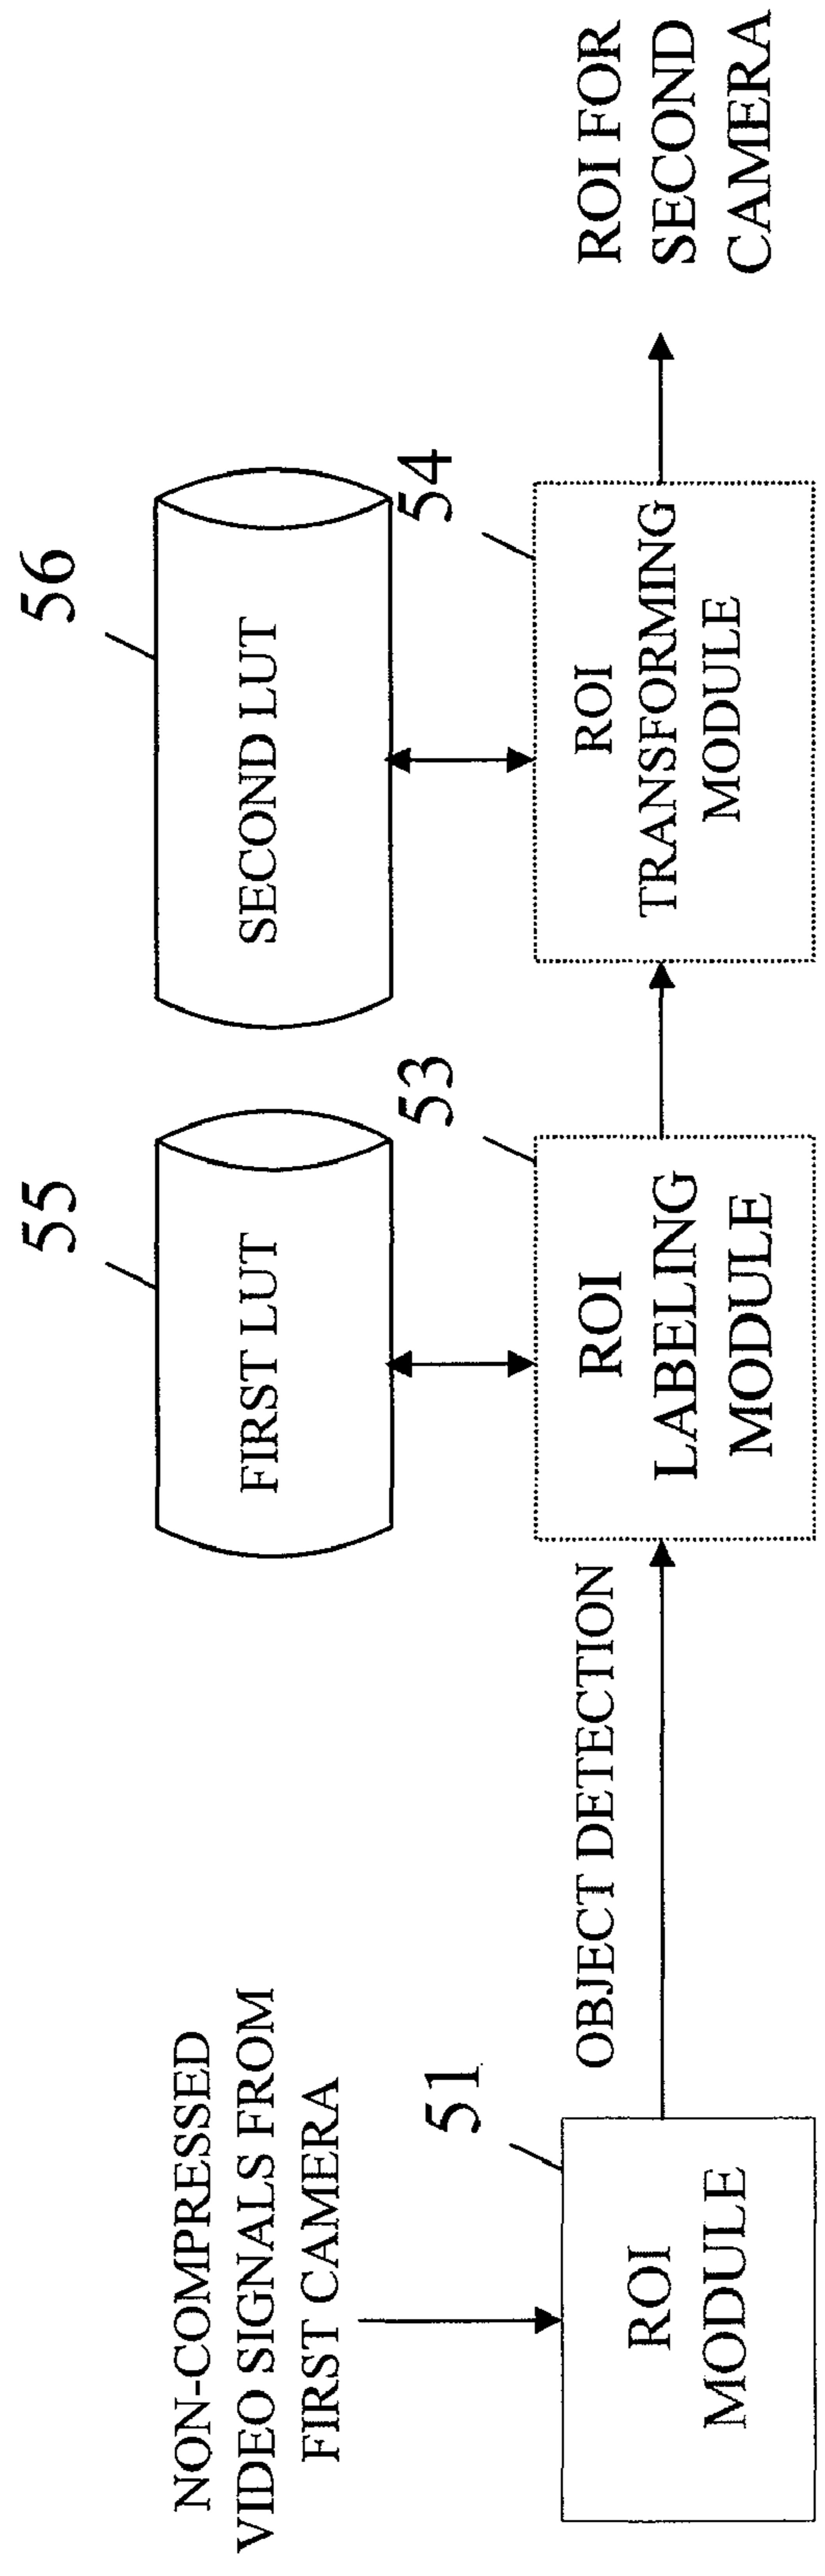 NON-COMPRESSED
VIDEO SIGNALS FROM
FIRST CAMERA
51
ROI
MODULE
OBJECT DETECTION
55
FIRST LUT
53
ROI
LABELING
MODULE
56
SECOND LUT
54
ROI
TRANSFORMING
MODULE
ROI FOR
SECOND
CAMERA